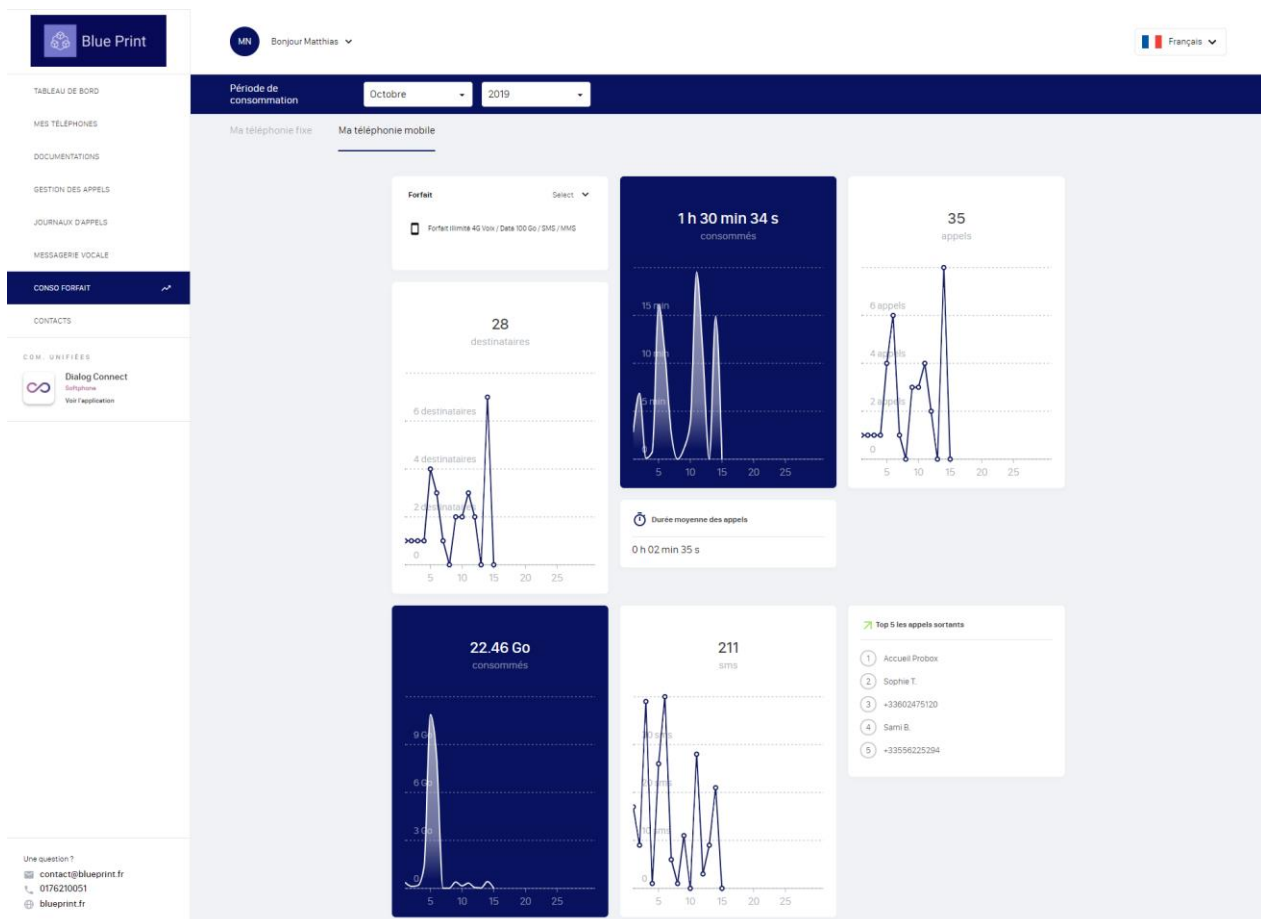 Blue Print
MN
Bonjour Matthias
Français
TABLEAU DE BORD
MES TÉLÉPHONES
DOCUMENTATIONS
GESTION DES APPELS
JOURNAUX D'APPELS
MESSAGERIE VOCALE
CONSO FORFAIT
CONTACTS
COM. UNIFIÉES
Dialog Connect
Softphone
Voir l'application
Une question ?
contact@blueprint.fr
0176210051
blueprint.fr
Période de
consommation
Octobre
2019
Ma téléphonie fixe
Ma téléphonie mobile
Forfait
Select
Forfait Illimité 4G Voix / Data 100 Go / SMS / MMS
28
destinataires
6 destinataires
4 destinataires
2 destinataires
0
5 10 15 20 25
1 h 30 min 34 s
consommés
15 min
10 min
5 min
0
5 10 15 20 25
35
appels
6 appels
4 appels
2 appels
0
5 10 15 20 25
Durée moyenne des appels
0 h 02 min 35 s
22.46 Go
consommés
9 Go
6 Go
3 Go
0
5 10 15 20 25
211
sms
30 sms
20 sms
10 sms
0
5 10 15 20 25
Top 5 les appels sortants
1 Accueil Probox
2 Sophie T.
3 +33602475120
4 Sami B.
5 +33556225294